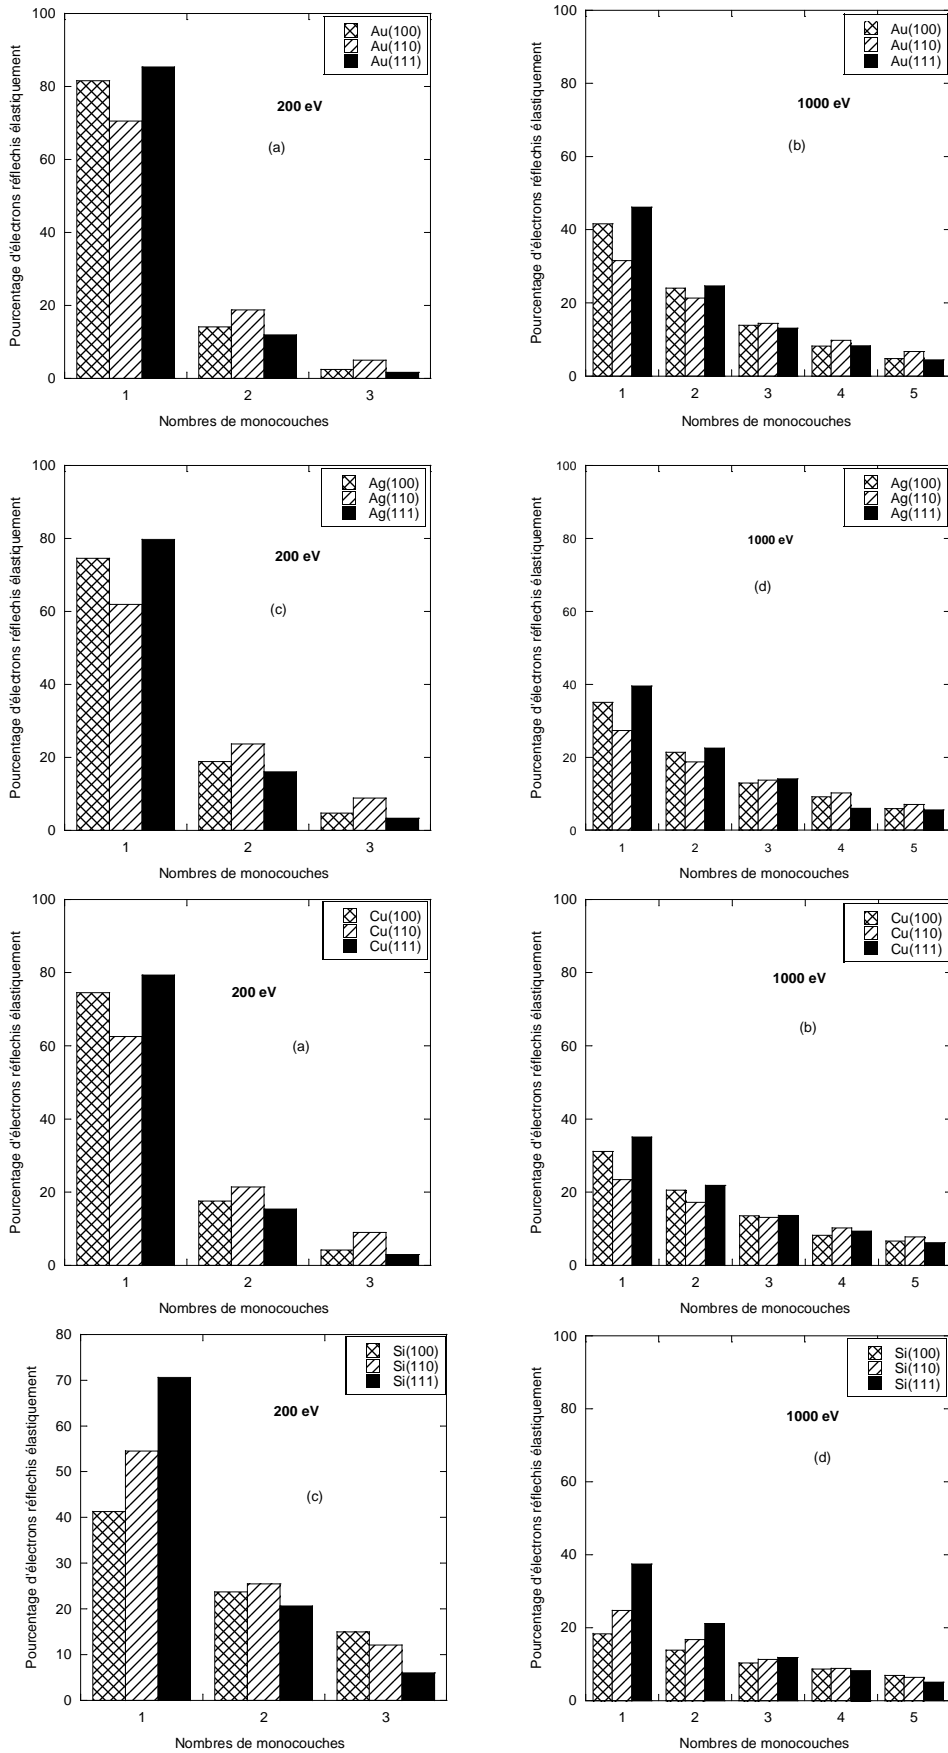 100
80
60
40
20
0
Pourcentage d'électrons réflechis élastiquement
Au(100)
Au(110)
Au(111)
200 eV
(a)
1 2 3
Nombres de monocouches
100
80
60
40
20
0
Pourcentage d'électrons réflechis élastiquement
Au(100)
Au(110)
Au(111)
1000 eV
(b)
1 2 3 4 5
Nombres de monocouches
100
80
60
40
20
0
Pourcentage d'électrons réflechis élastiquement
Ag(100)
Ag(110)
Ag(111)
200 eV
(c)
1 2 3
Nombres de monocouches
100
80
60
40
20
0
Pourcentage d'électrons réflechis élastiquement
Ag(100)
Ag(110)
Ag(111)
1000 eV
(d)
1 2 3 4 5
Nombres de monocouches
100
80
60
40
20
0
Pourcentage d'électrons réflechis élastiquement
Cu(100)
Cu(110)
Cu(111)
200 eV
(a)
1 2 3
Nombres de monocouches
100
80
60
40
20
0
Pourcentage d'électrons réflechis élastiquement
Cu(100)
Cu(110)
Cu(111)
1000 eV
(b)
1 2 3 4 5
Nombres de monocouches
80
70
60
50
40
30
20
10
0
Pourcentage d'électrons réflechis élastiquement
Si(100)
Si(110)
Si(111)
200 eV
(c)
1 2 3
Nombres de monocouches
100
80
60
40
20
0
Pourcentage d'électrons réflechis élastiquement
Si(100)
Si(110)
Si(111)
1000 eV
(d)
1 2 3 4 5
Nombres de monocouches